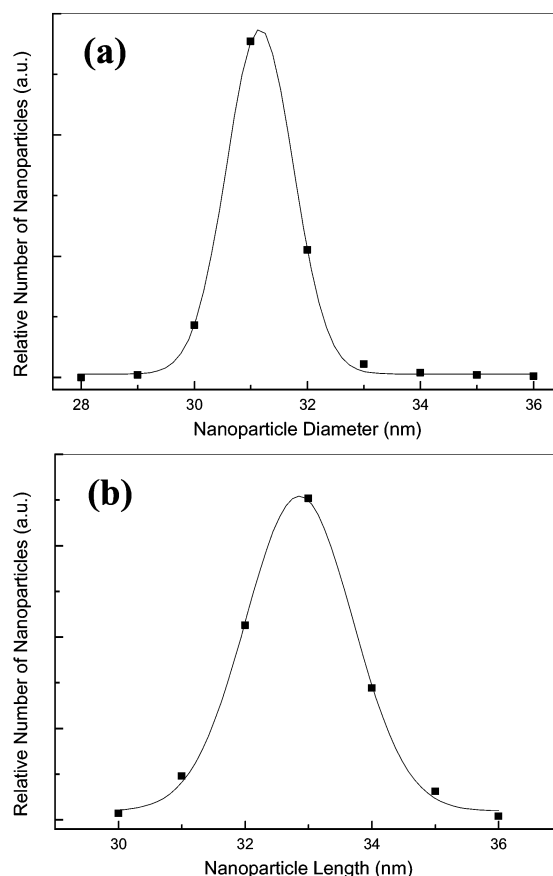 (a)
Relative Number of Nanoparticles (a.u.)
28 30 32 34 36
Nanoparticle Diameter (nm)
(b)
Relative Number of Nanoparticles (a.u.)
30 32 34 36
Nanoparticle Length (nm)